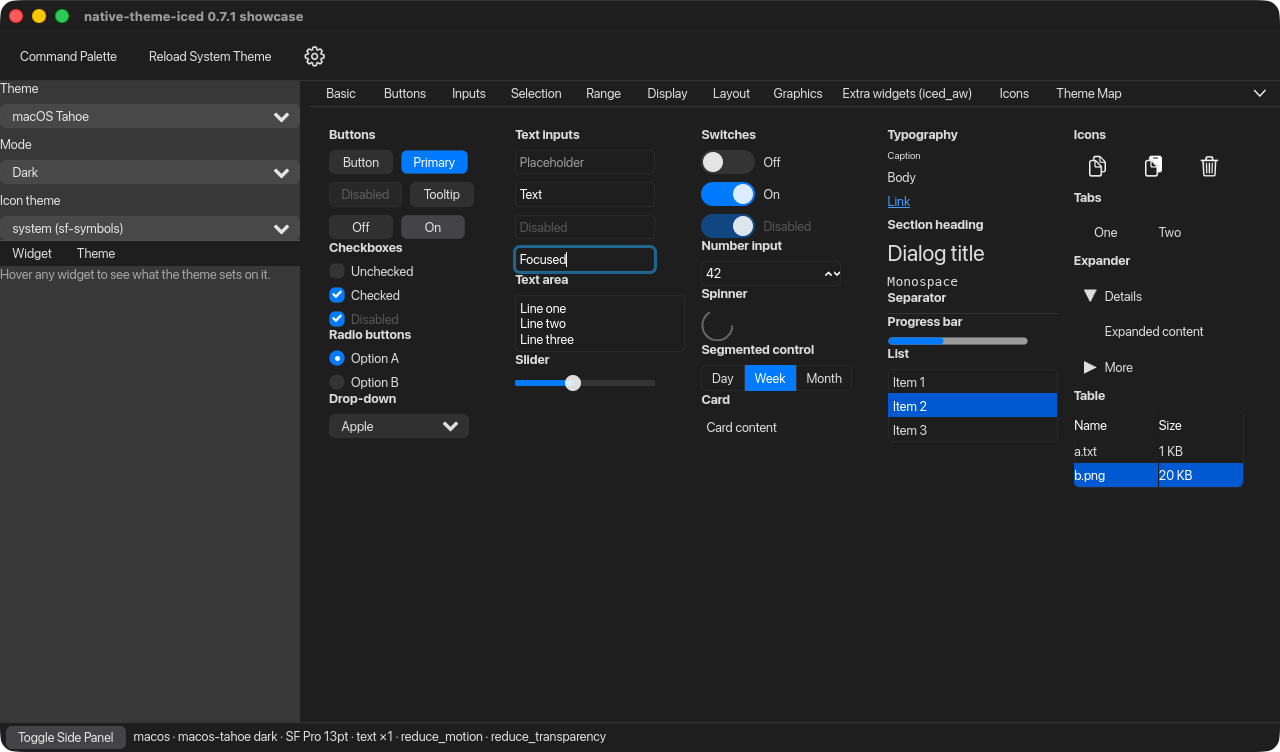 native-theme-iced 0.7.1 showcase
Command Palette
Reload System Theme
Theme
macOS Tahoe
Mode
Dark
Icon theme
system (sf-symbols)
Widget
Theme
Hover any widget to see what the theme sets on it.
Basic
Buttons
Inputs
Selection
Range
Display
Layout
Graphics
Extra widgets (iced_aw)
Icons
Theme Map
Buttons
Button
Primary
Disabled
Tooltip
Off
On
Checkboxes
Unchecked
Checked
Disabled
Radio buttons
Option A
Option B
Drop-down
Apple
Text inputs
Placeholder
Text
Disabled
Focused
Text area
Line one
Line two
Line three
Slider
Switches
Off
On
Disabled
Number input
42
Spinner
Segmented control
Day
Week
Month
Card
Card content
Typography
Caption
Body
Link
Section heading
Dialog title
Monospace
Separator
Progress bar
List
Item 1
Item 2
Item 3
Icons
Tabs
One
Two
Expander
Details
Expanded content
More
Table
Name
Size
a.txt
1 KB
b.png
20 KB
Toggle Side Panel
macos · macos-tahoe dark · SF Pro 13pt · text ×1 · reduce_motion · reduce_transparency